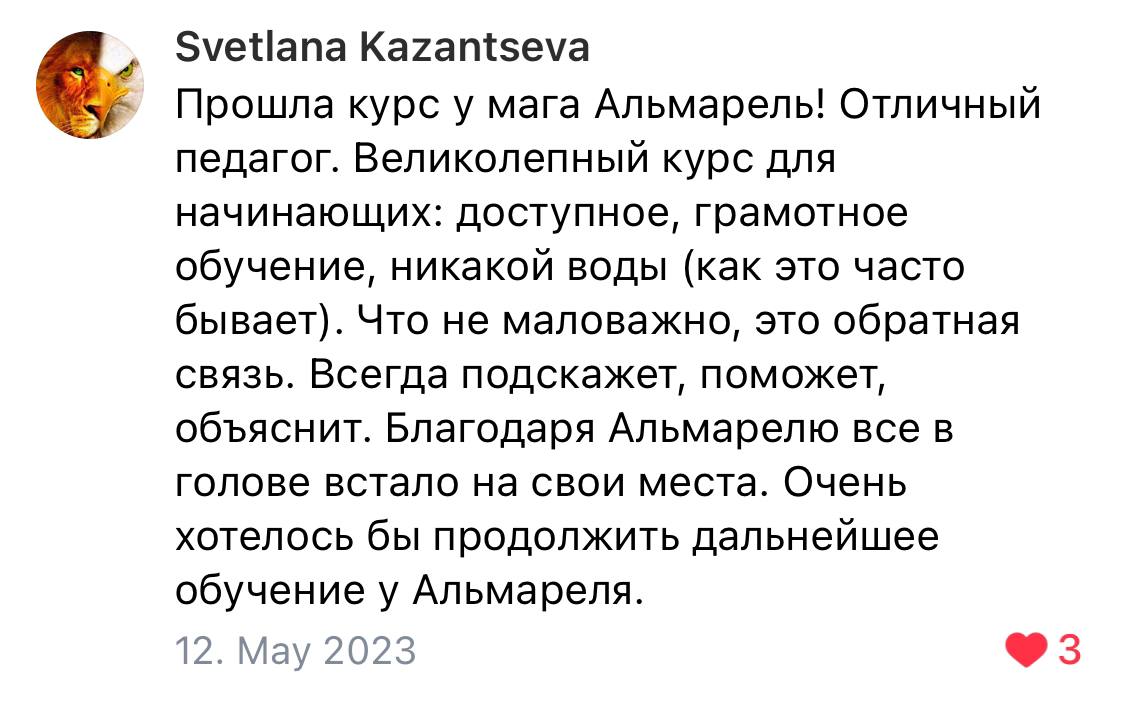 Svetlana Kazantseva
Прошла курс у мага Альмарель! Отличный
педагог. Великолепный курс для
начинающих: доступное, грамотное
обучение, никакой воды (как это часто
бывает). Что не маловажно, это обратная
связь. Всегда подскажет, поможет,
объяснит. Благодаря Альмарелю все в
голове встало на свои места. Очень
хотелось бы продолжить дальнейшее
обучение у Альмареля.
12. May 2023
3